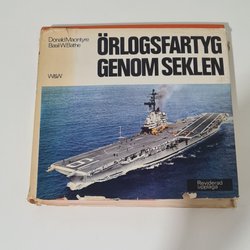 Donald Macintyre
Basil W. Bathe
ÖRLOGSFARTYG
GENOM SEKLEN
W&W
Reviderad
upplaga